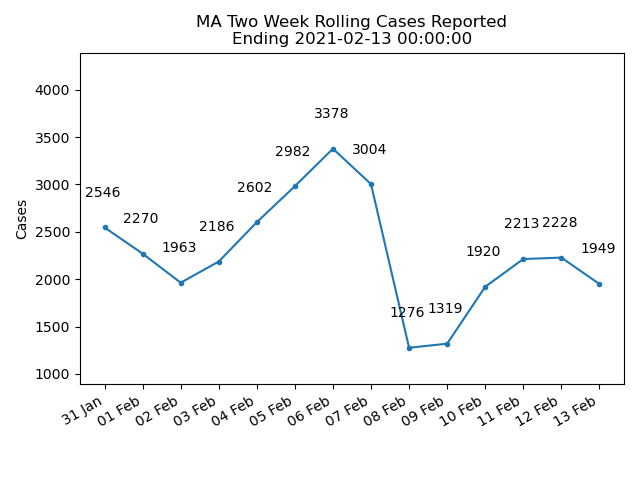 MA Two Week Rolling Cases Reported
Ending 2021-02-13 00:00:00
Cases
4000
3500
3000
2500
2000
1500
1000
2546
2270
1963
2186
2602
2982
3378
3004
1276
1319
1920
2213
2228
1949
31 Jan
01 Feb
02 Feb
03 Feb
04 Feb
05 Feb
06 Feb
07 Feb
08 Feb
09 Feb
10 Feb
11 Feb
12 Feb
13 Feb